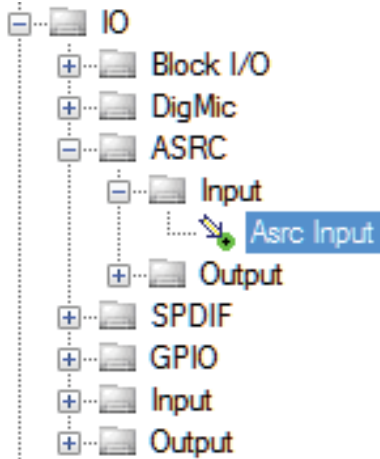 IO
Block I/O
DigMic
ASRC
Input
Asrc Input
Output
SPDIF
GPIO
Input
Output